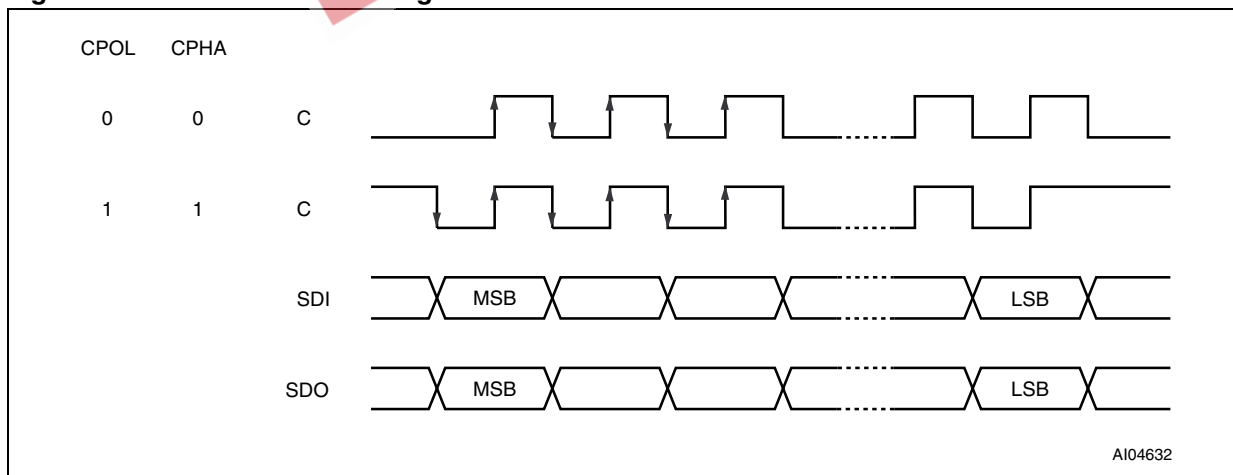 CPOL CPHA
0 0 C
1 1 C
SDI MSB LSB
SDO MSB LSB
AI04632